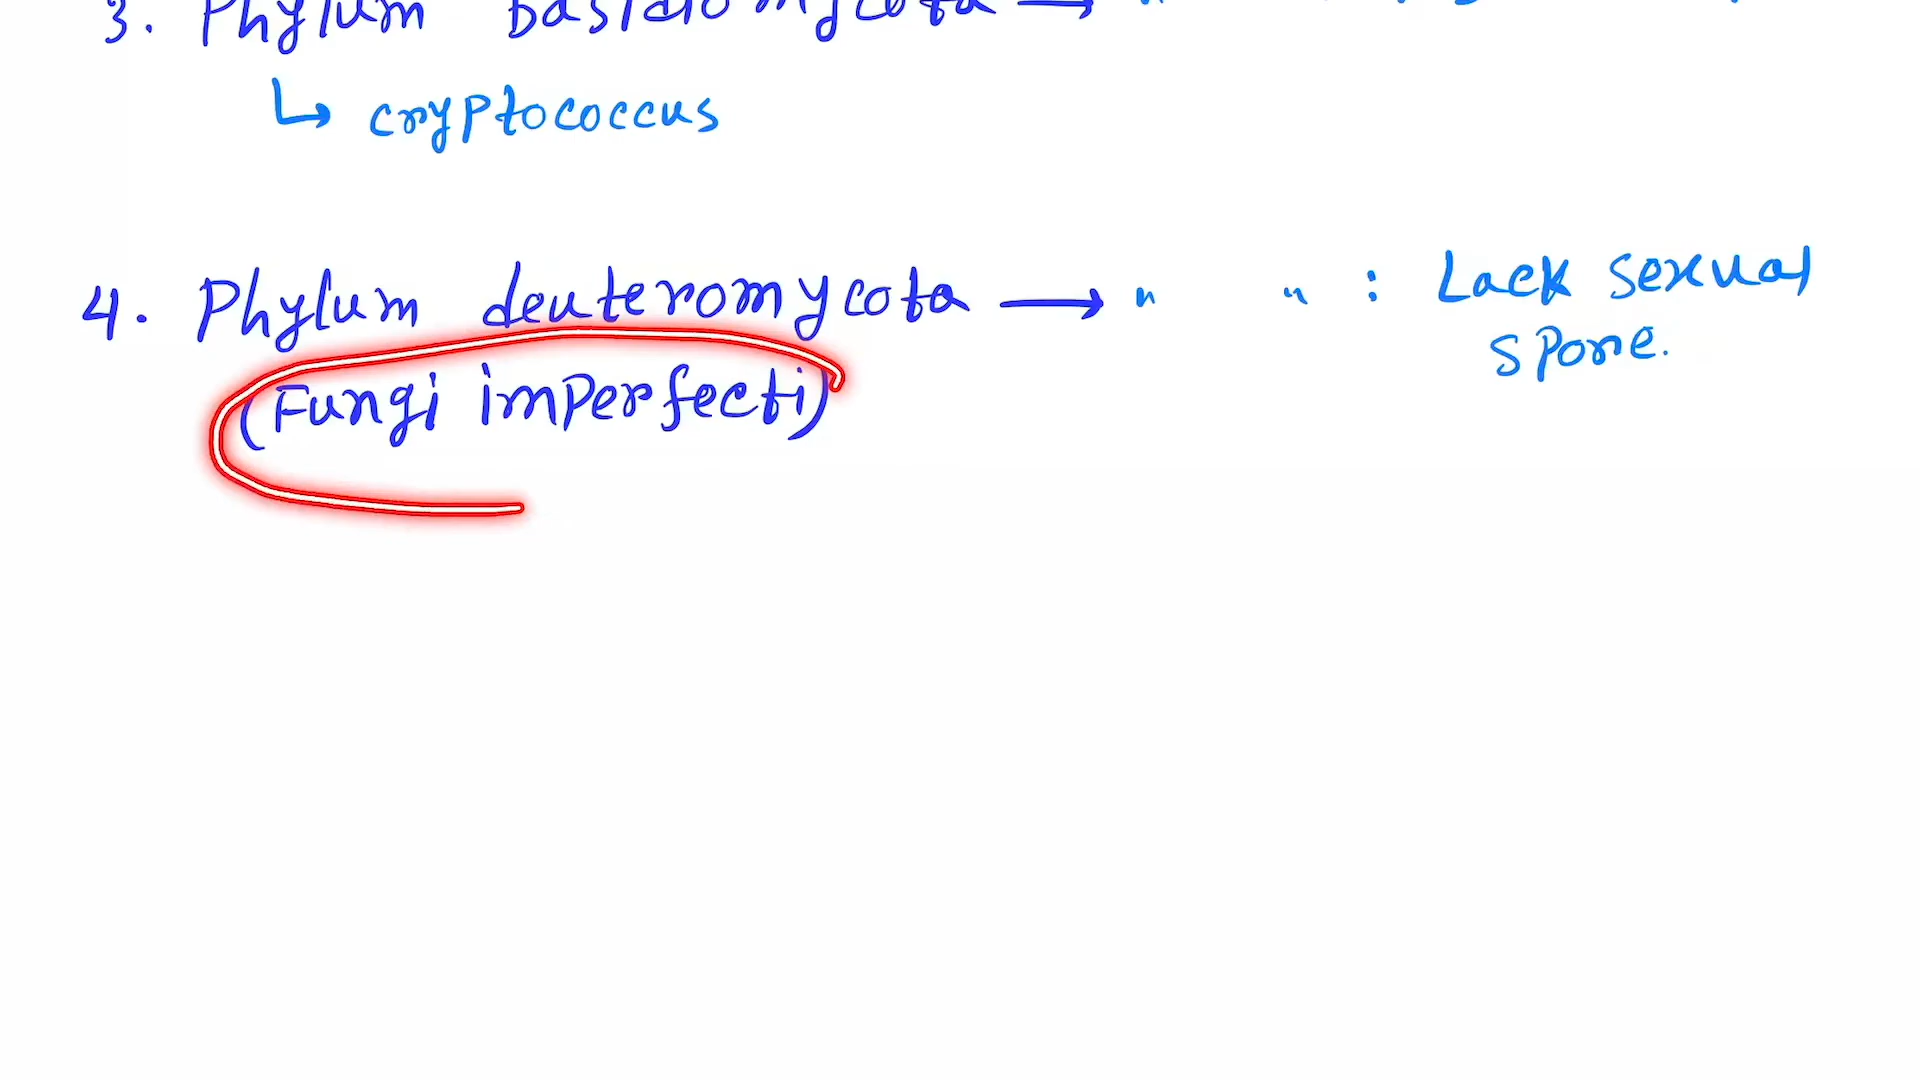 3. Phylum Basidiomycota →
↳ cryptococcus
4. Phylum deuteromycota → " " : Lack sexual
spore.
(Fungi imperfecti)